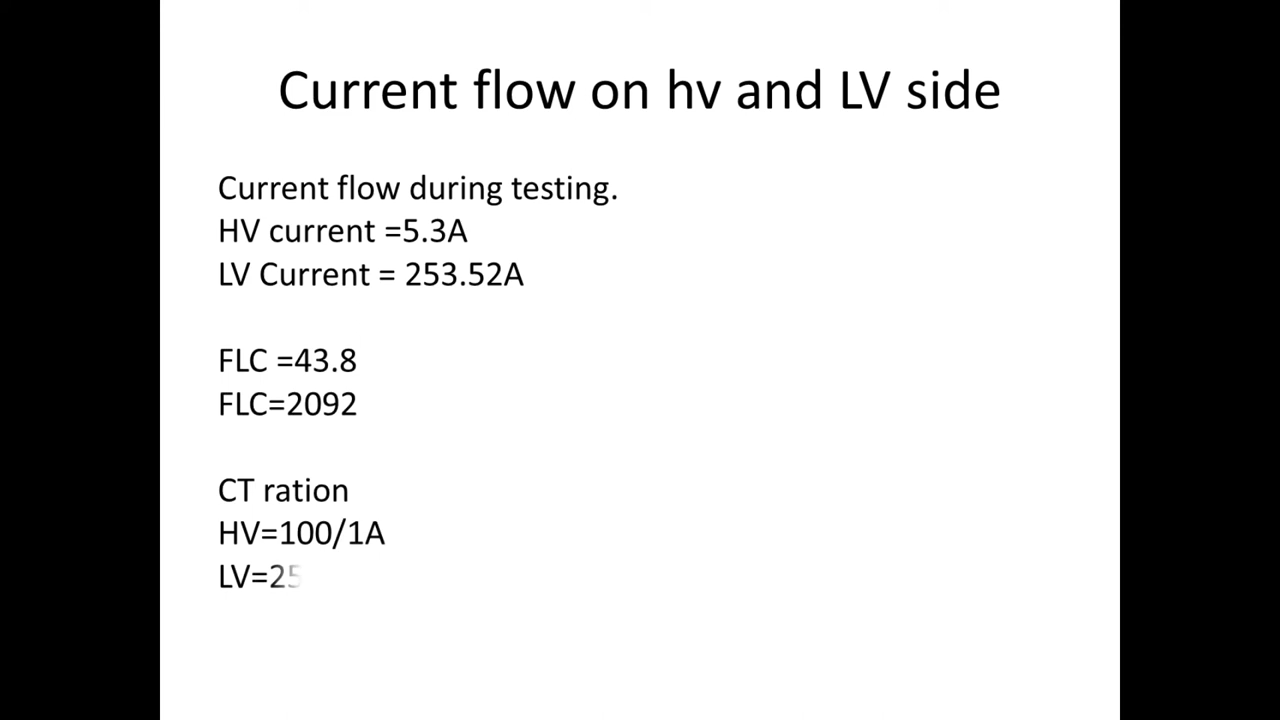 Current flow on hv and LV side
Current flow during testing.
HV current =5.3A
LV Current = 253.52A
FLC =43.8
FLC=2092
CT ration
HV=100/1A
LV=25